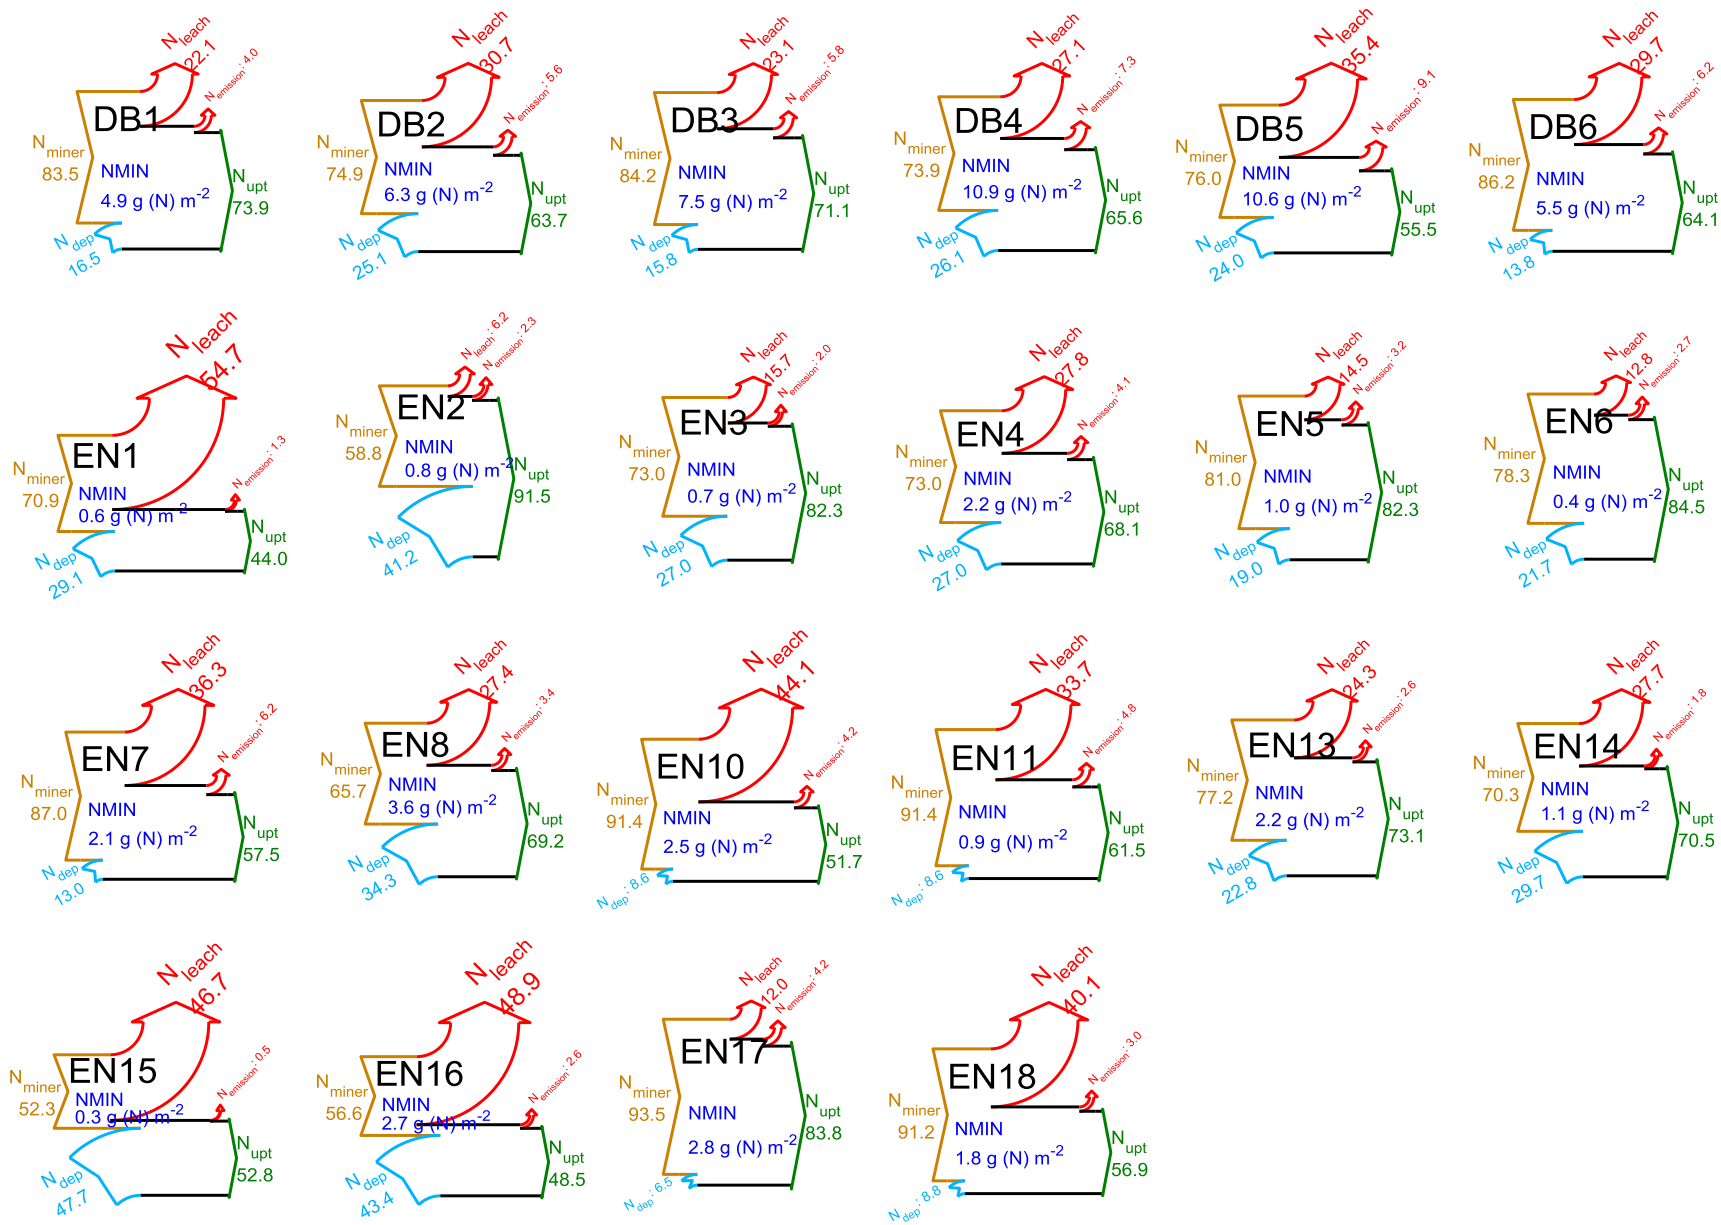 N leach
22.1
N emission: 4.0
DB1
N miner
83.5
NMIN
4.9 g (N) m-2
N upt
73.9
N dep
16.5
N leach
30.7
N emission: 5.6
DB2
N miner
74.9
NMIN
6.3 g (N) m-2
N upt
63.7
N dep
25.1
N leach
23.1
N emission: 5.8
DB3
N miner
84.2
NMIN
7.5 g (N) m-2
N upt
71.1
N dep
15.8
N leach
27.1
N emission: 7.3
DB4
N miner
73.9
NMIN
10.9 g (N) m-2
N upt
65.6
N dep
26.1
N leach
35.4
N emission: 9.1
DB5
N miner
76.0
NMIN
10.6 g (N) m-2
N upt
55.5
N dep
24.0
N leach
29.7
N emission: 6.2
DB6
N miner
86.2
NMIN
5.5 g (N) m-2
N upt
64.1
N dep
13.8
N leach
54.7
N emission: 1.3
EN1
N miner
70.9
NMIN
0.6 g (N) m-2
N upt
44.0
N dep
29.1
N leach: 6.2
N emission: 2.3
EN2
N miner
58.8
NMIN
0.8 g (N) m-2
N upt
91.5
N dep
41.2
N leach
15.7
N emission: 2.0
EN3
N miner
73.0
NMIN
0.7 g (N) m-2
N upt
82.3
N dep
27.0
N leach
27.8
N emission: 4.1
EN4
N miner
73.0
NMIN
2.2 g (N) m-2
N upt
68.1
N dep
27.0
N leach
14.5
N emission: 3.2
EN5
N miner
81.0
NMIN
1.0 g (N) m-2
N upt
82.3
N dep
19.0
N leach
12.8
N emission: 2.7
EN6
N miner
78.3
NMIN
0.4 g (N) m-2
N upt
84.5
N dep
21.7
N leach
36.3
N emission: 6.2
EN7
N miner
87.0
NMIN
2.1 g (N) m-2
N upt
57.5
N dep
13.0
N leach
27.4
N emission: 3.4
EN8
N miner
65.7
NMIN
3.6 g (N) m-2
N upt
69.2
N dep
34.3
N leach
44.1
N emission: 4.2
EN10
N miner
91.4
NMIN
2.5 g (N) m-2
N upt
51.7
N dep: 8.6
N leach
33.7
N emission: 4.8
EN11
N miner
91.4
NMIN
0.9 g (N) m-2
N upt
61.5
N dep: 8.6
N leach
24.3
N emission: 2.6
EN13
N miner
77.2
NMIN
2.2 g (N) m-2
N upt
73.1
N dep
22.8
N leach
27.7
N emission: 1.8
EN14
N miner
70.3
NMIN
1.1 g (N) m-2
N upt
70.5
N dep
29.7
N leach
46.7
N emission: 0.5
EN15
N miner
52.3
NMIN
0.3 g (N) m-2
N upt
52.8
N dep
47.7
N leach
48.9
N emission: 2.6
EN16
N miner
56.6
NMIN
2.7 g (N) m-2
N upt
48.5
N dep
43.4
N leach
12.0
N emission: 4.2
EN17
N miner
93.5
NMIN
2.8 g (N) m-2
N upt
83.8
N dep: 6.5
N leach
40.1
N emission: 3.0
EN18
N miner
91.2
NMIN
1.8 g (N) m-2
N upt
56.9
N dep: 8.8